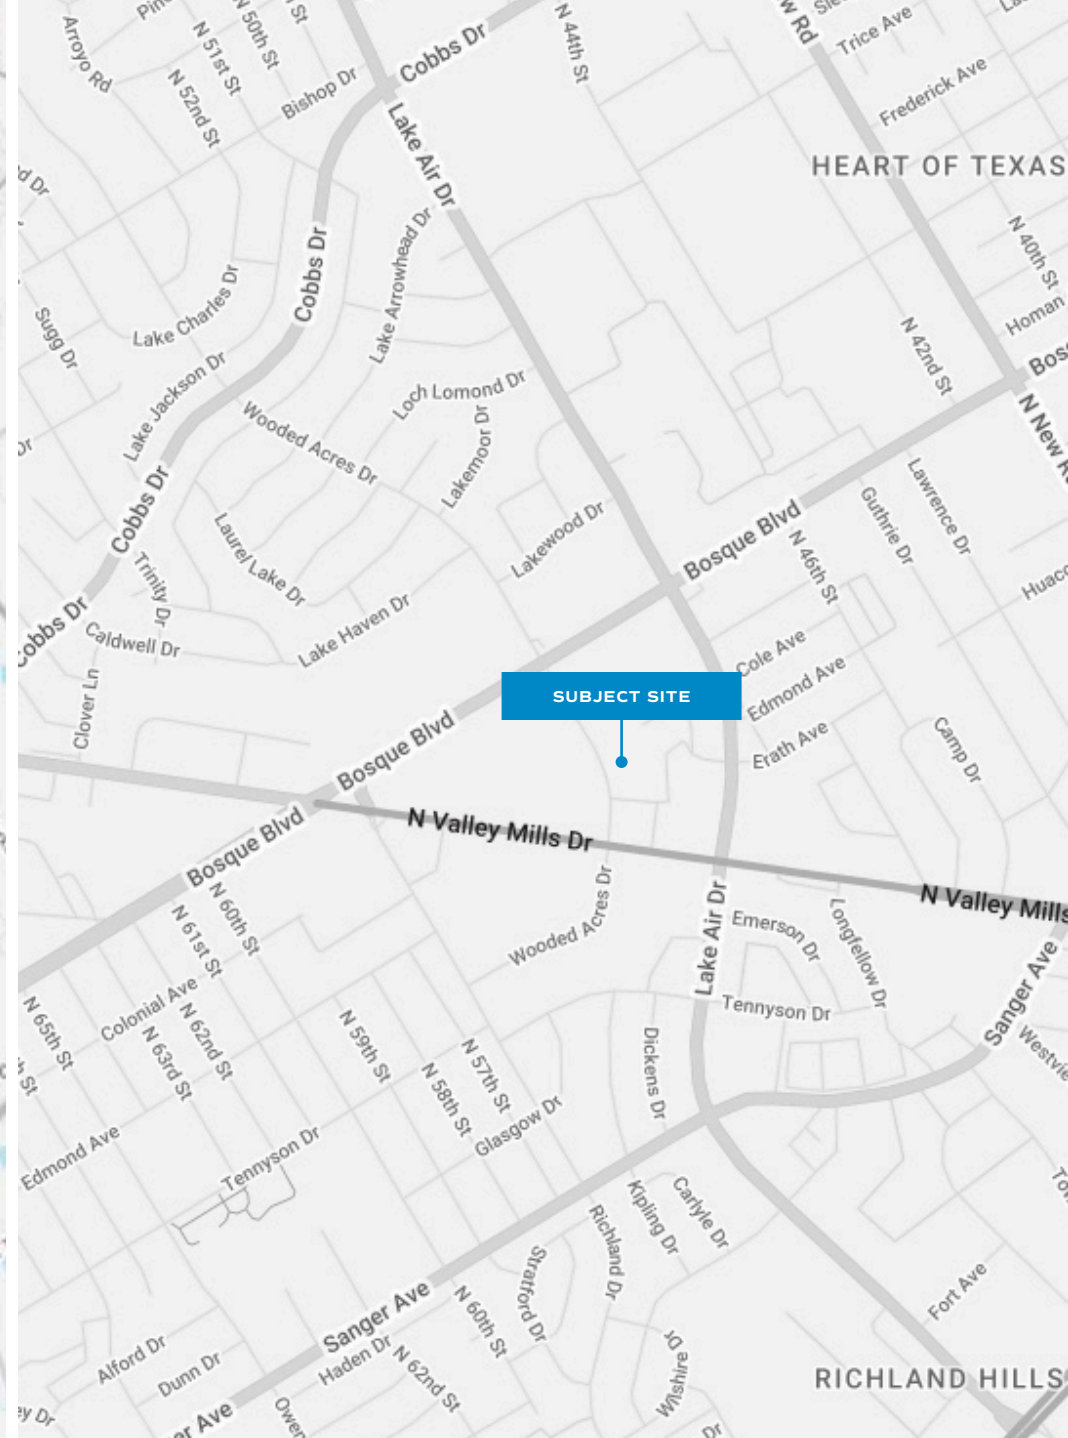 N 50th St
N 44th St
Arroyo Rd
N 51st St
Cobbs Dr
Trice Ave
N 52nd St
Bishop Dr
Frederick Ave
Lake Air Dr
HEART OF TEXAS
Cobbs Dr
Lake Arrowhead Dr
N 40th St
Lake Charles Dr
Sugg Dr
Homan
N 42nd St
Lake Jackson Dr
Loch Lomond Dr
N New
Wooded Acres Dr
Lakemoor Dr
Cobbs Dr
Lawrence Dr
Guthrie Dr
Lakewood Dr
Bosque Blvd
Laurel Lake Dr
N 46th St
Trinity Dr
Cobbs Dr
Lake Haven Dr
Caldwell Dr
Cole Ave
Edmond Ave
SUBJECT SITE
Clover Ln
Bosque Blvd
Erath Ave
Camp Dr
N Valley Mills Dr
Bosque Blvd
N Valley Mills
N 60th St
Wooded Acres Dr
Lake Air Dr
Emerson Dr
Longfellow Dr
N 61st St
Sanger Ave
Colonial Ave
Tennyson Dr
N 65th St
N 62nd St
N 63rd St
N 59th St
N 57th St
Dickens Dr
N 58th St
Glasgow Dr
Edmond Ave
Tennyson Dr
Kipling Dr
Carlyle Dr
Richland Dr
Stratford Dr
Fort Ave
N 60th St
Sanger Ave
Alford Dr
Haden Dr
Dunn Dr
N 62nd St
Wilshire Dr
RICHLAND HILLS
Dr